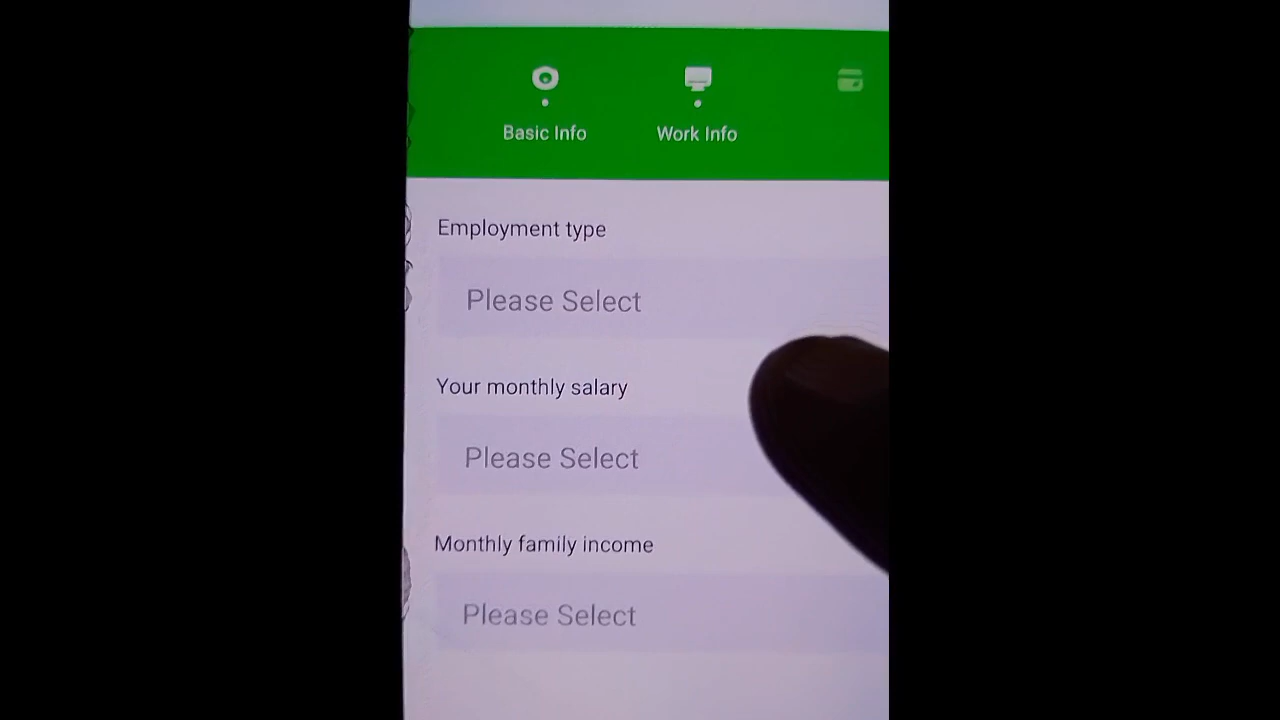 Basic Info
Work Info
Employment type
Please Select
Your monthly salary
Please Select
Monthly family income
Please Select